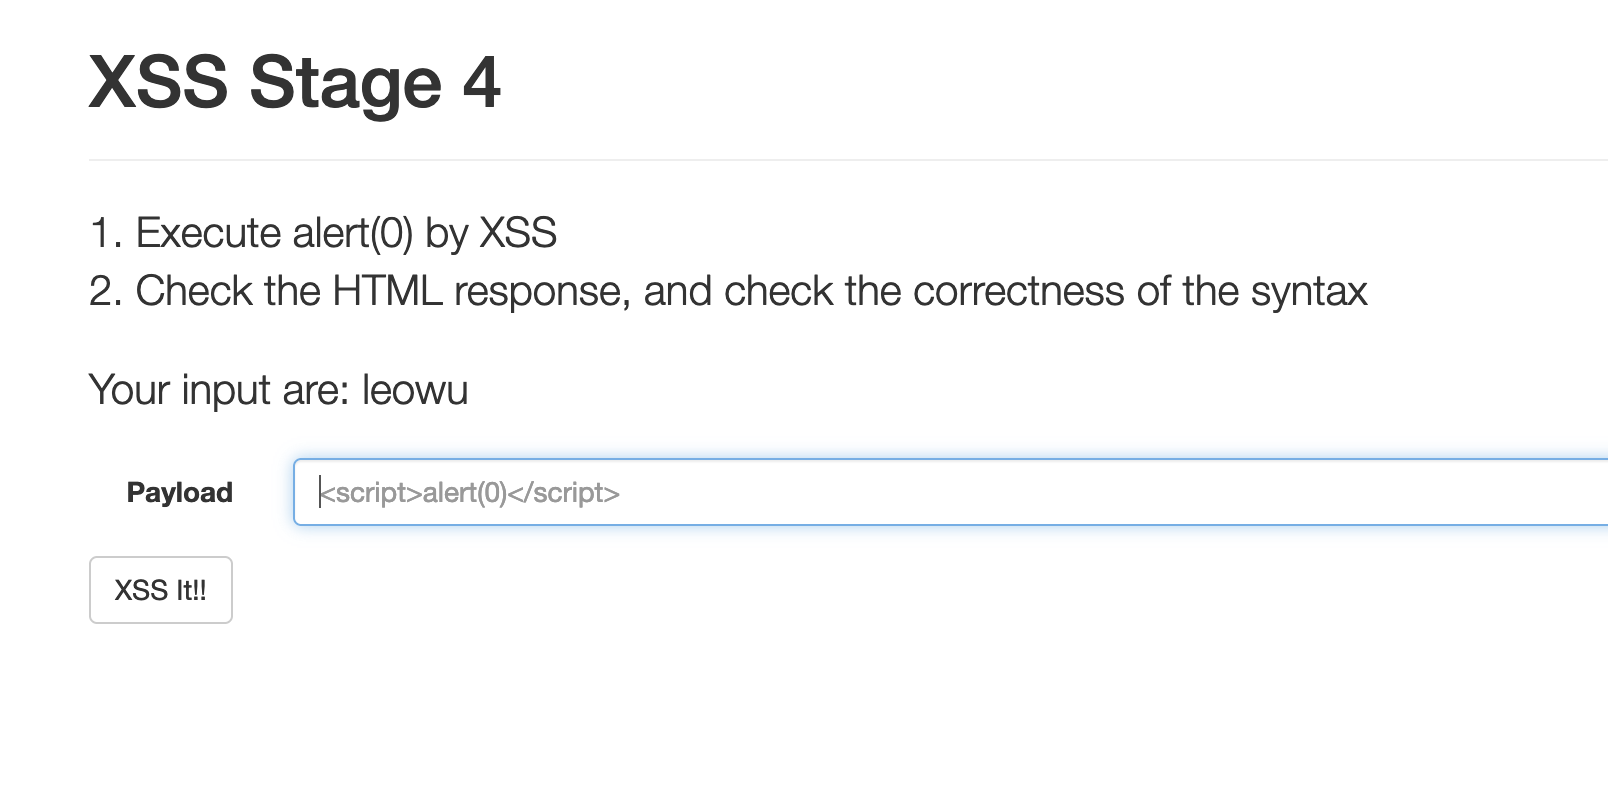 XSS Stage 4
1. Execute alert(0) by XSS
2. Check the HTML response, and check the correctness of the syntax
Your input are: leowu
Payload
<script>alert(0)</script>
XSS It!!